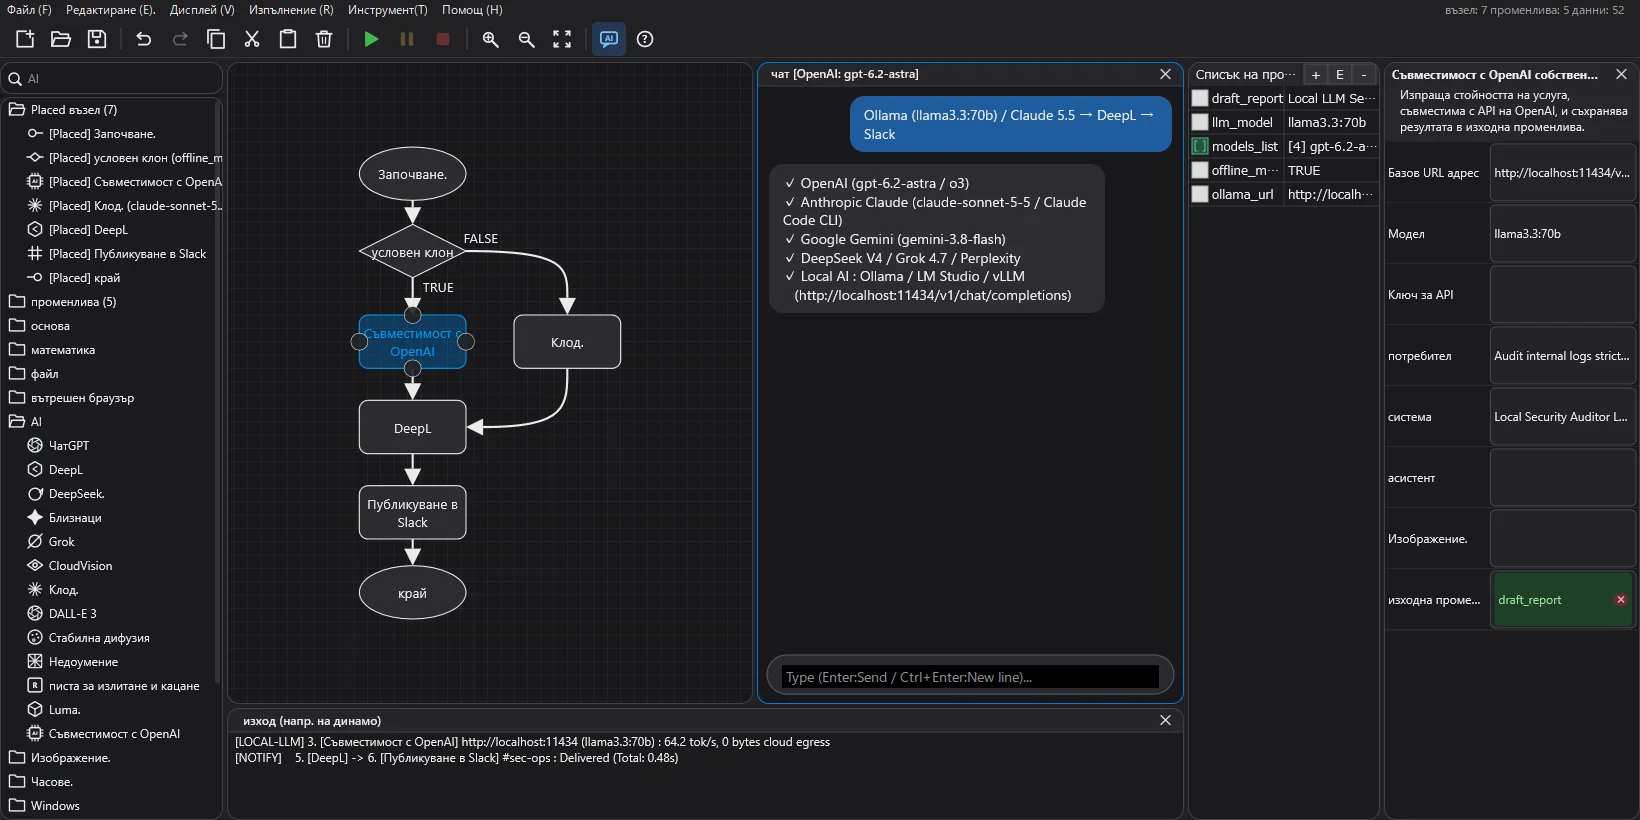 Файл (F) Редактиране (E). Дисплей (V) Изпълнение (R) Инструмент(T) Помощ (H)
възел: 7 променлива: 5 данни: 52
AI
Placed възел (7)
[Placed] Започване.
[Placed] условен клон (offline_m
[Placed] Съвместимост с OpenA
[Placed] Клод. (claude-sonnet-5..
[Placed] DeepL
[Placed] Публикуване в Slack
[Placed] край
променлива (5)
основа
математика
файл
вътрешен браузър
AI
ЧатGPT
DeepL
DeepSeek.
Близнаци
Grok
CloudVision
Клод.
DALL-E 3
Стабилна дифузия
Недоумение
писта за излитане и кацане
Luma.
Съвместимост с OpenAI
Изображение.
Часове.
Windows
Започване.
условен клон
FALSE
TRUE
Съвместимост с
OpenAI
Клод.
DeepL
Публикуване в
Slack
край
чат [OpenAI: gpt-6.2-astra]
Ollama (llama3.3:70b) / Claude 5.5 → DeepL →
Slack
✓ OpenAI (gpt-6.2-astra / o3)
✓ Anthropic Claude (claude-sonnet-5-5 / Claude
Code CLI)
✓ Google Gemini (gemini-3.8-flash)
✓ DeepSeek V4 / Grok 4.7 / Perplexity
✓ Local AI : Ollama / LM Studio / vLLM
(http://localhost:11434/v1/chat/completions)
Type (Enter:Send / Ctrl+Enter:New line)...
изход (напр. на динамо)
[LOCAL-LLM] 3. [Съвместимост с OpenAI] http://localhost:11434 (llama3.3:70b) : 64.2 tok/s, 0 bytes cloud egress
[NOTIFY] 5. [DeepL] -> 6. [Публикуване в Slack] #sec-ops : Delivered (Total: 0.48s)
Списък на про··· + E -
draft_report Local LLM Se···
llm_model llama3.3:70b
models_list [4] gpt-6.2-a···
offline_m··· TRUE
ollama_url http://localh···
Съвместимост с OpenAI собствен...
Изпраща стойността на услуга,
съвместима с API на OpenAI, и съхранява
резултата в изходна променлива.
Базов URL адрес http://localhost:11434/v...
Модел llama3.3:70b
Ключ за API
потребител Audit internal logs strict...
система Local Security Auditor L...
асистент
Изображение.
изходна проме... draft_report